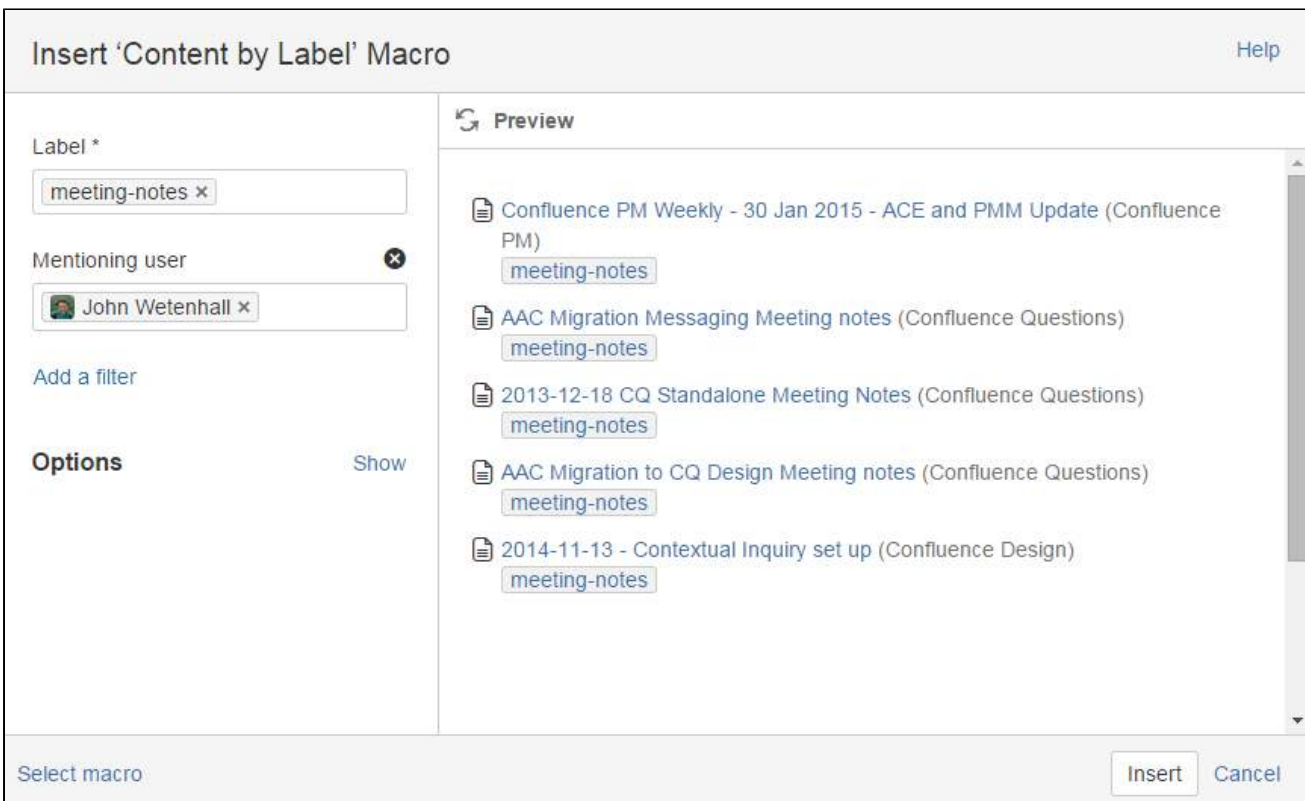 Insert ‘Content by Label’ Macro
Help
Label *
meeting-notes ×
Mentioning user
John Wetenhall ×
Add a filter
Options
Show
Preview
Confluence PM Weekly - 30 Jan 2015 - ACE and PMM Update (Confluence
PM)
meeting-notes
AAC Migration Messaging Meeting notes (Confluence Questions)
meeting-notes
2013-12-18 CQ Standalone Meeting Notes (Confluence Questions)
meeting-notes
AAC Migration to CQ Design Meeting notes (Confluence Questions)
meeting-notes
2014-11-13 - Contextual Inquiry set up (Confluence Design)
meeting-notes
Select macro
Insert
Cancel